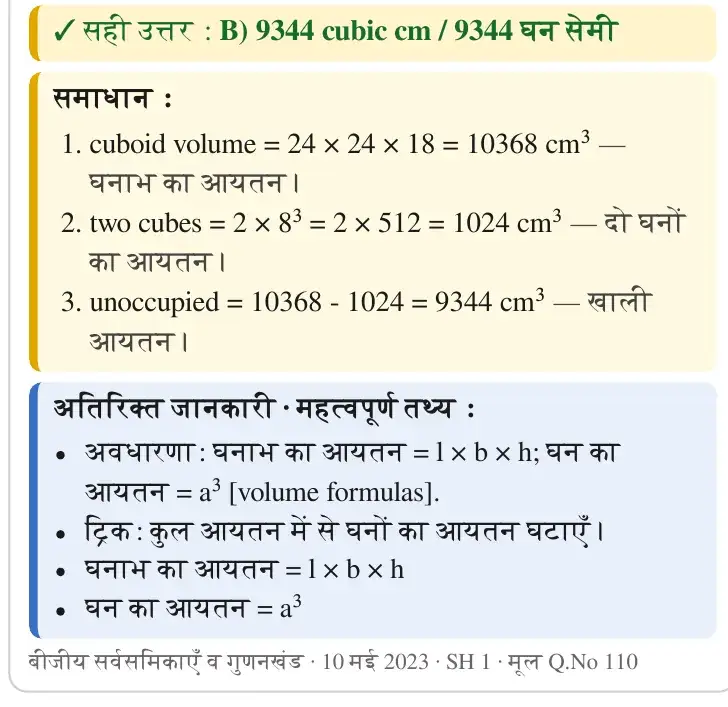 ✓ सही उत्तर : B) 9344 cubic cm / 9344 घन सेमी
समाधान :
1. cuboid volume = 24 × 24 × 18 = 10368 cm³ —
घनाभ का आयतन।
2. two cubes = 2 × 8³ = 2 × 512 = 1024 cm³ — दो घनों
का आयतन।
3. unoccupied = 10368 - 1024 = 9344 cm³ — खाली
आयतन।
अतिरिक्त जानकारी · महत्वपूर्ण तथ्य :
• अवधारणा : घनाभ का आयतन = l × b × h; घन का
आयतन = a³ [volume formulas].
• ट्रिक : कुल आयतन में से घनों का आयतन घटाएँ।
• घनाभ का आयतन = l × b × h
• घन का आयतन = a³
बीजीय सर्वसमिकाएँ व गुणनखंड · 10 मई 2023 · SH 1 · मूल Q.No 110